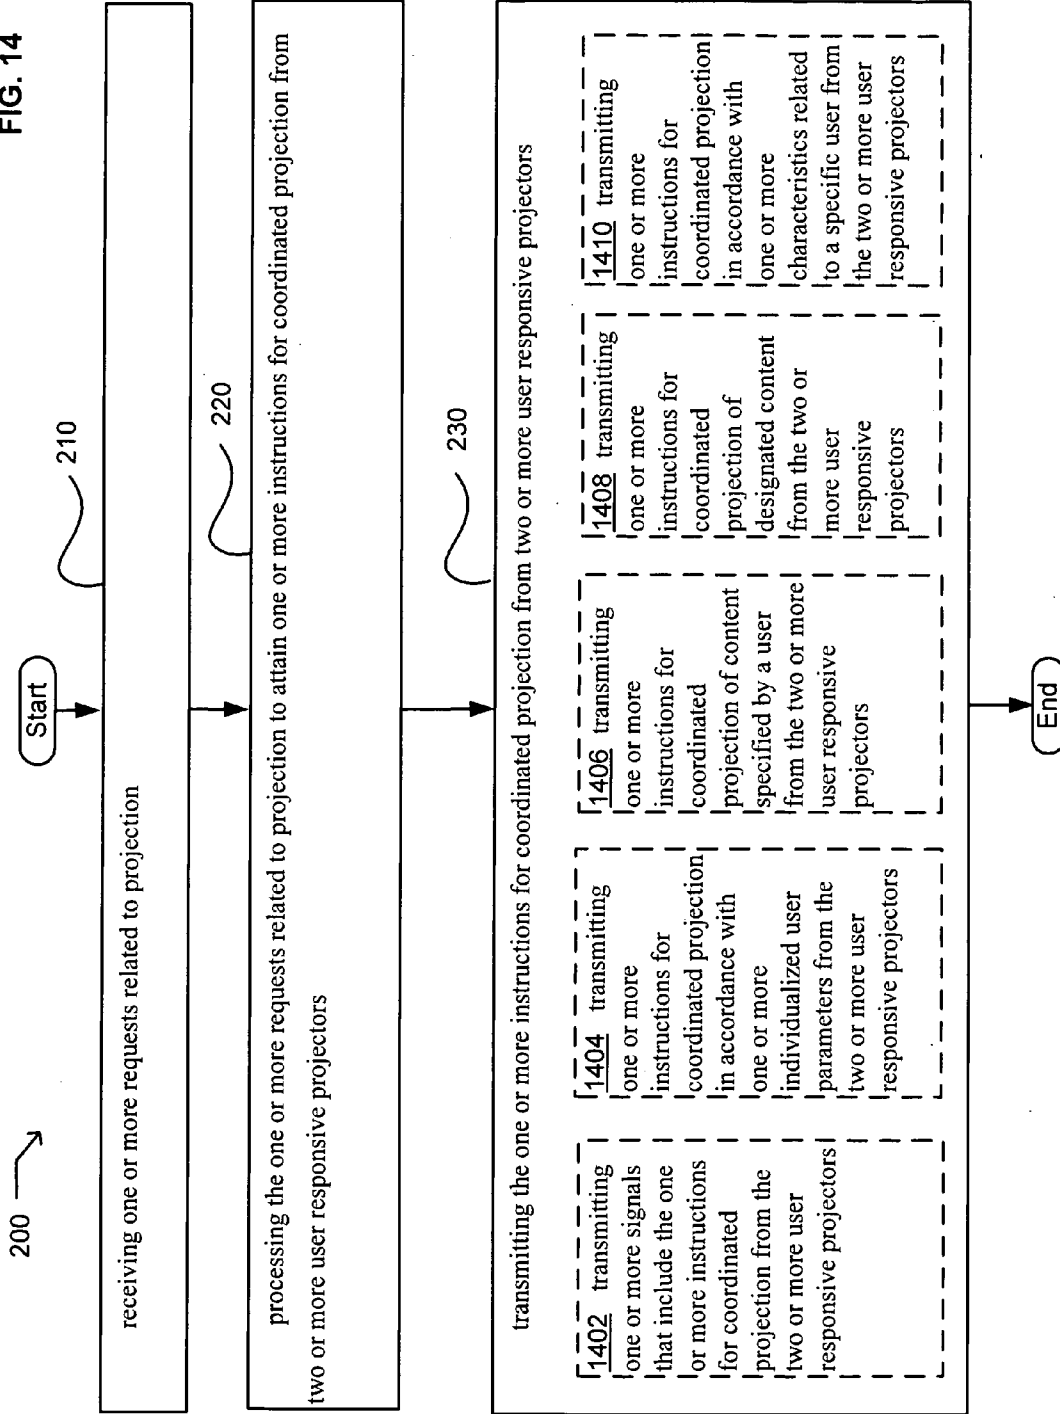 FIG. 14
200
Start
210
receiving one or more requests related to projection
220
processing the one or more requests related to projection to attain one or more instructions for coordinated projection from
two or more user responsive projectors
230
transmitting the one or more instructions for coordinated projection from two or more user responsive projectors
1402 transmitting
one or more signals
that include the one
or more instructions
for coordinated
projection from the
two or more user
responsive projectors
1404 transmitting
one or more
instructions for
coordinated projection
in accordance with
one or more
individualized user
parameters from the
two or more user
responsive projectors
1406 transmitting
one or more
instructions for
coordinated
projection of content
specified by a user
from the two or more
user responsive
projectors
1408 transmitting
one or more
instructions for
coordinated
projection of
designated content
from the two or
more user
responsive
projectors
1410 transmitting
one or more
instructions for
coordinated projection
in accordance with
one or more
characteristics related
to a specific user from
the two or more user
responsive projectors
End